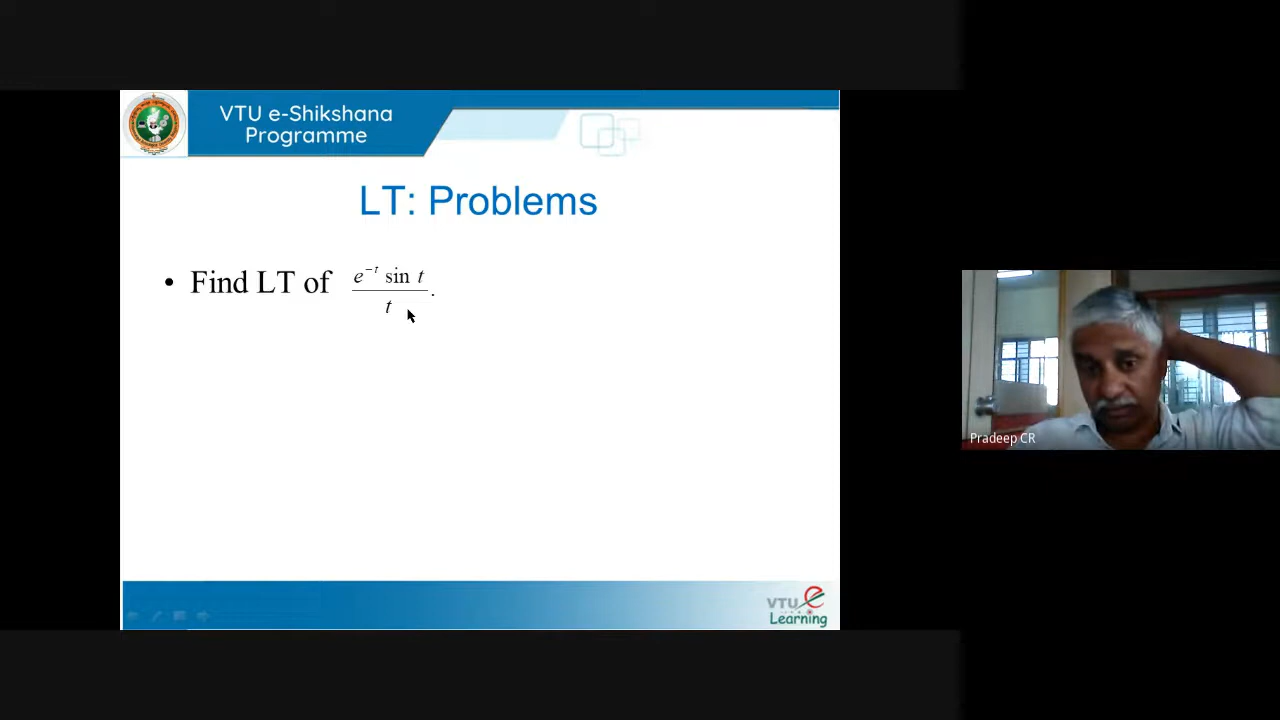 VTU e-Shikshana
Programme
LT: Problems
• Find LT of e^{-t} sin t / t.
Pradeep CR
VTU e
Learning